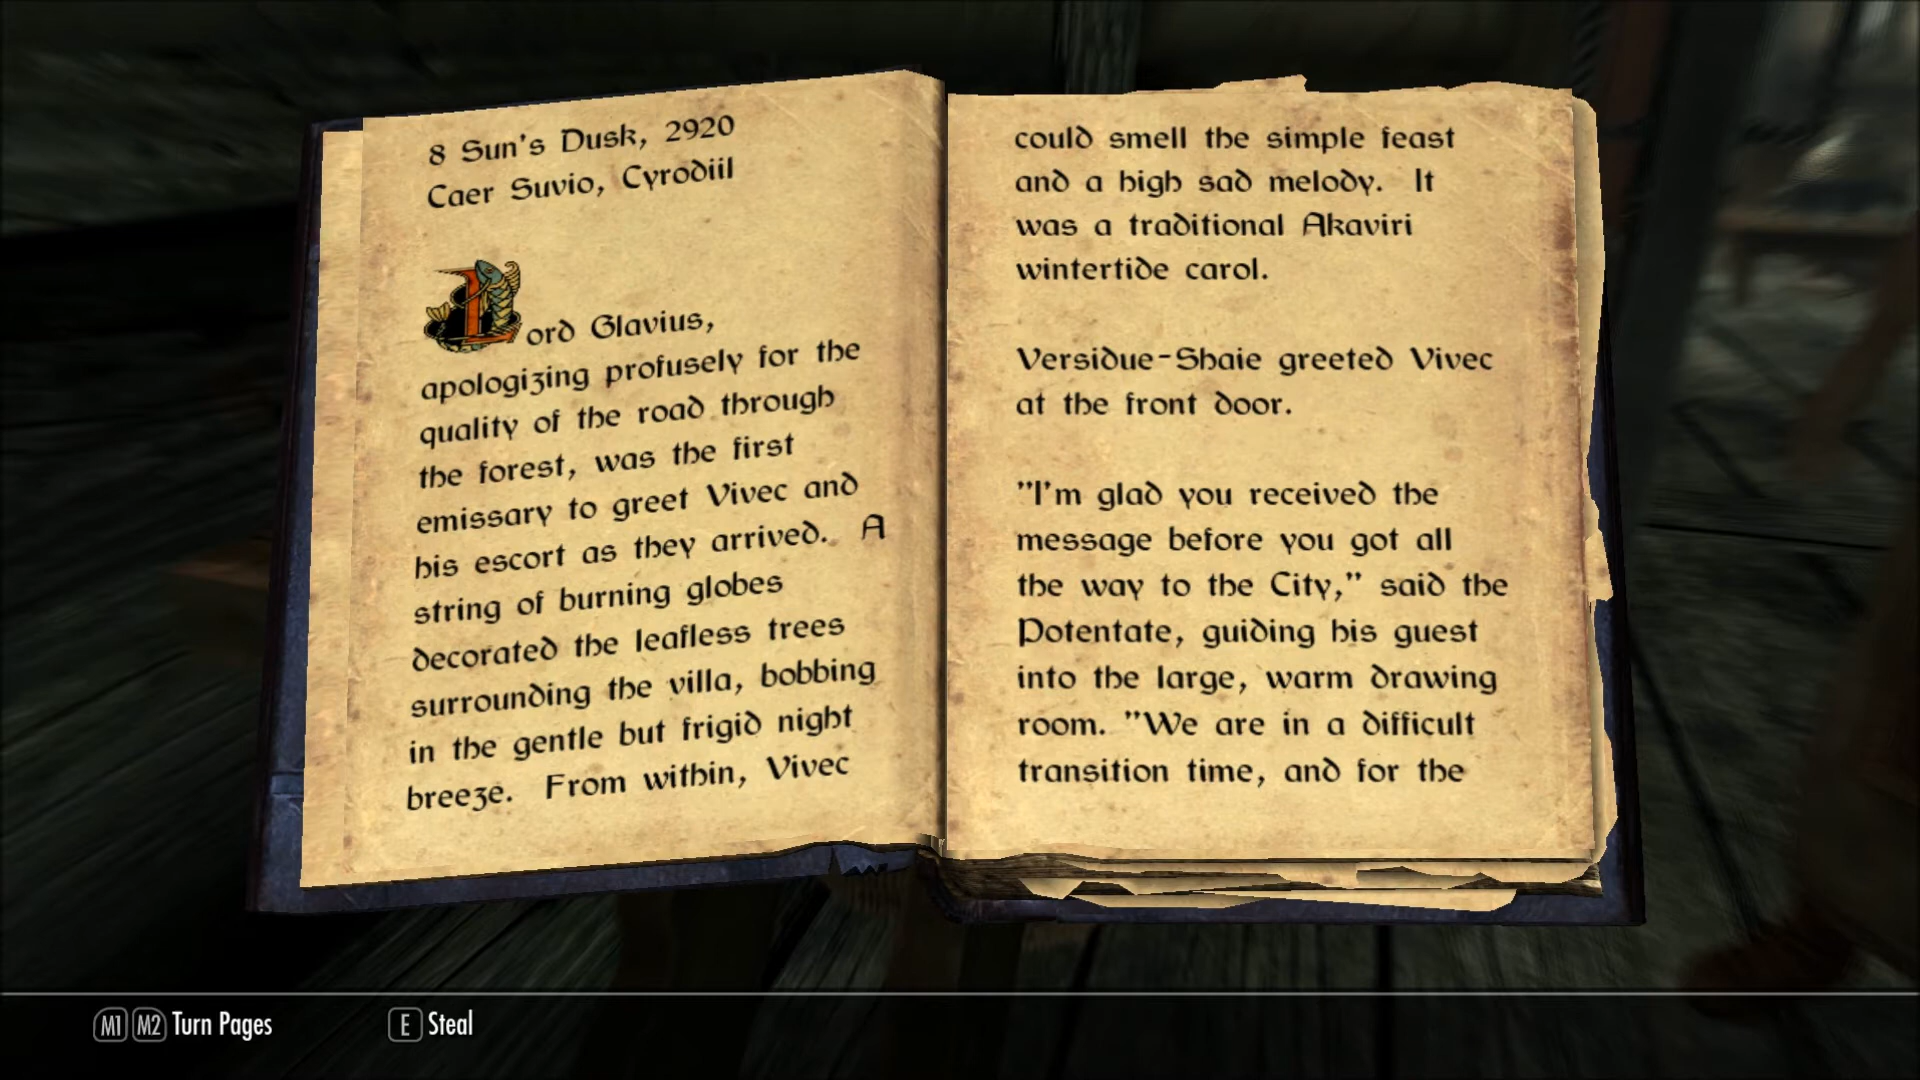 8 Sun's Dusk, 2920
Caer Suvio, Cyrodiil
Lord Glavius,
apologizing profusely for the
quality of the road through
the forest, was the first
emissary to greet Vivec and
his escort as they arrived.  A
string of burning globes
decorated the leafless trees
surrounding the villa, bobbing
in the gentle but frigid night
breeze.  From within, Vivec
could smell the simple feast
and a high sad melody.  It
was a traditional Akaviri
wintertide carol.
Versidue-Shaie greeted Vivec
at the front door.
"I'm glad you received the
message before you got all
the way to the City," said the
Potentate, guiding his guest
into the large, warm drawing
room. "We are in a difficult
transition time, and for the
M1 M2 Turn Pages
E Steal